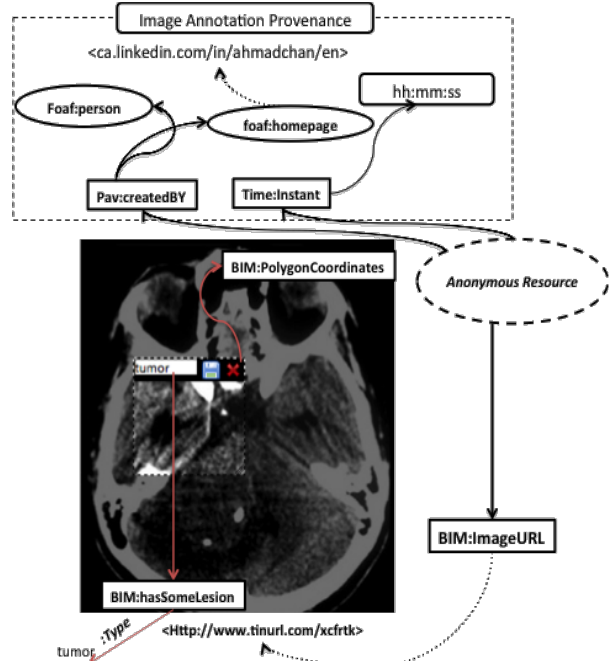 Image Annotation Provenance
<ca.linkedin.com/in/ahmadchan/en>
hh:mm:ss
Foaf:person
foaf:homepage
Pav:createdBY
Time:Instant
BIM:PolygonCoordinates
Anonymous Resource
tumor
BIM:ImageURL
BIM:hasSomeLesion
<Http://www.tinurl.com/xcfrtk>
:Type
tumor